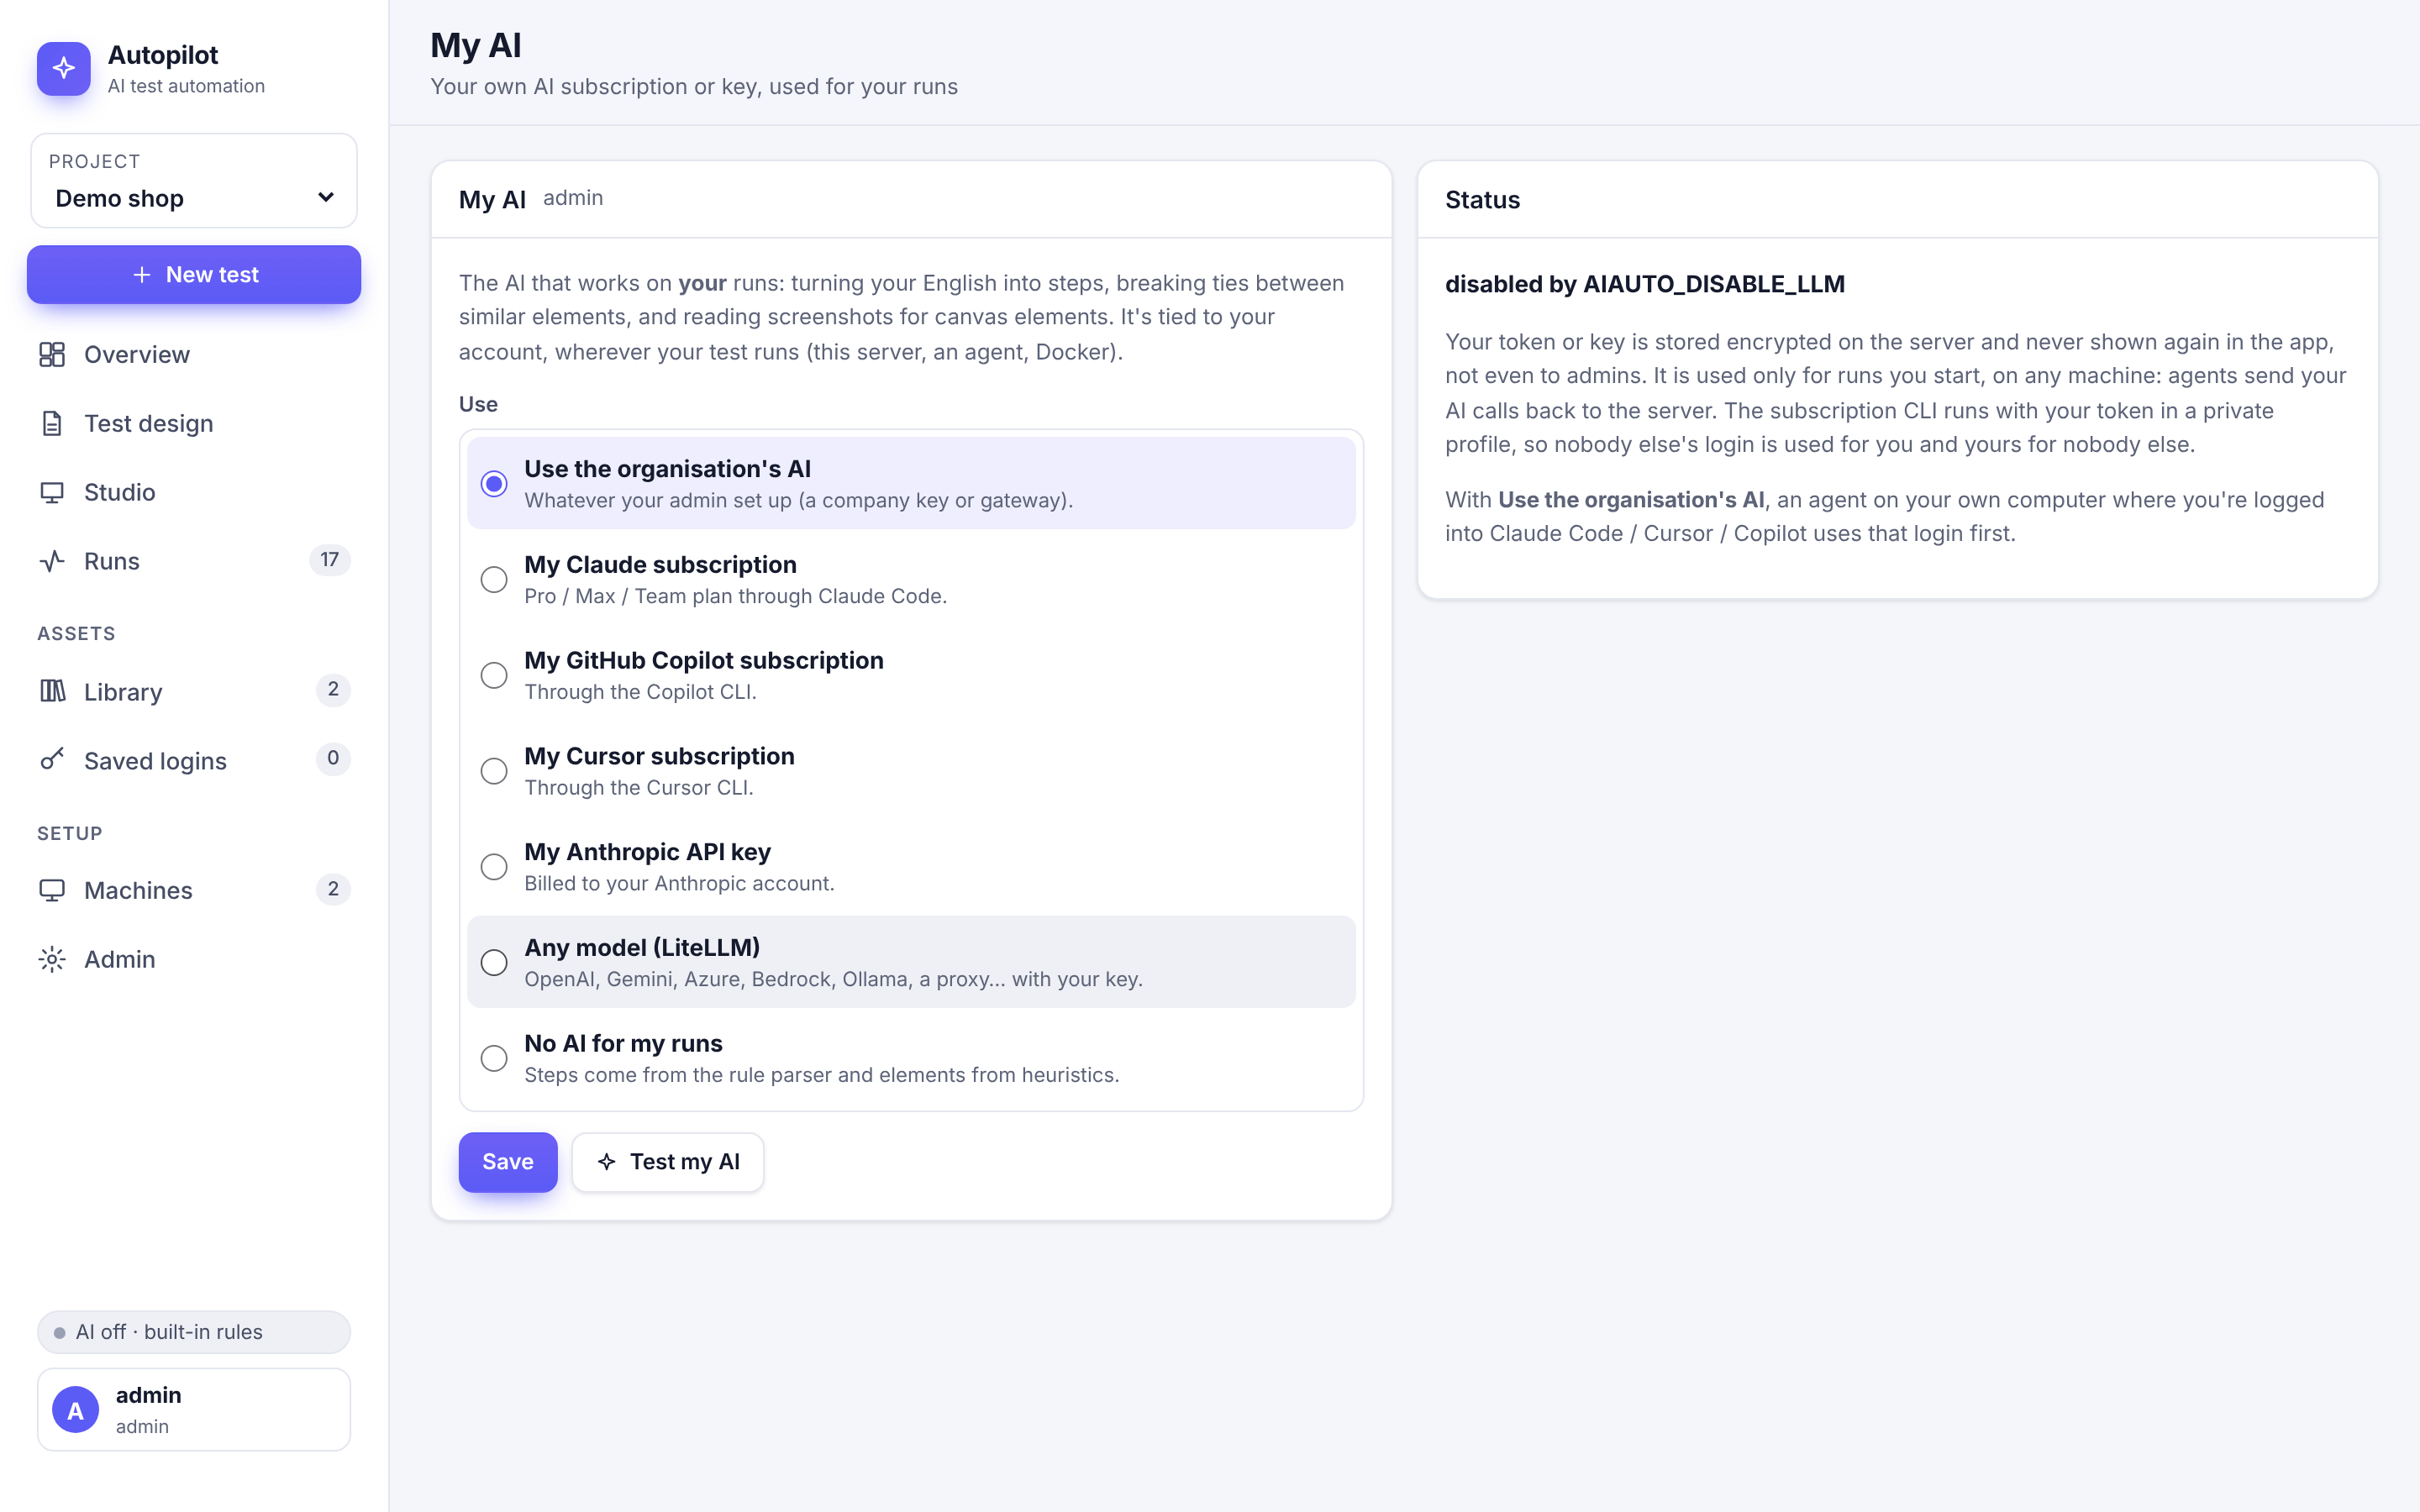 Autopilot
AI test automation
PROJECT
Demo shop
New test
Overview
Test design
Studio
Runs 17
ASSETS
Library 2
Saved logins 0
SETUP
Machines 2
Admin
AI off · built-in rules
A
admin
admin
My AI
Your own AI subscription or key, used for your runs
My AI admin
The AI that works on your runs: turning your English into steps, breaking ties between
similar elements, and reading screenshots for canvas elements. It's tied to your
account, wherever your test runs (this server, an agent, Docker).
Use
Use the organisation's AI
Whatever your admin set up (a company key or gateway).
My Claude subscription
Pro / Max / Team plan through Claude Code.
My GitHub Copilot subscription
Through the Copilot CLI.
My Cursor subscription
Through the Cursor CLI.
My Anthropic API key
Billed to your Anthropic account.
Any model (LiteLLM)
OpenAI, Gemini, Azure, Bedrock, Ollama, a proxy... with your key.
No AI for my runs
Steps come from the rule parser and elements from heuristics.
Save
Test my AI
Status
disabled by AIAUTO_DISABLE_LLM
Your token or key is stored encrypted on the server and never shown again in the app,
not even to admins. It is used only for runs you start, on any machine: agents send your
AI calls back to the server. The subscription CLI runs with your token in a private
profile, so nobody else's login is used for you and yours for nobody else.
With Use the organisation's AI, an agent on your own computer where you're logged
into Claude Code / Cursor / Copilot uses that login first.